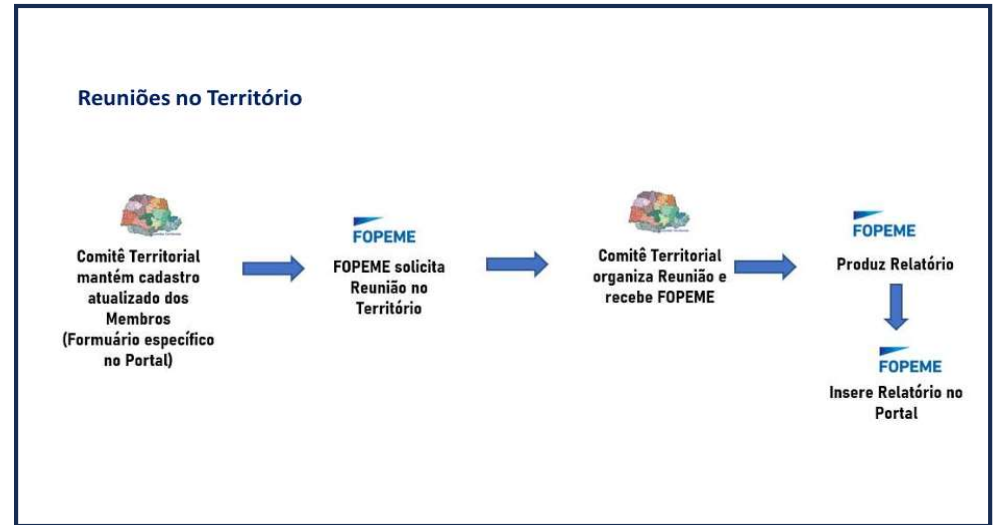 Reuniões no Território
Comitê Territorial
mantém cadastro
atualizado dos
Membros
(Formuário específico
no Portal)
FOPEME
FOPEME solicita
Reunião no
Território
Comitê Territorial
organiza Reunião e
recebe FOPEME
FOPEME
Produz Relatório
FOPEME
Insere Relatório no
Portal